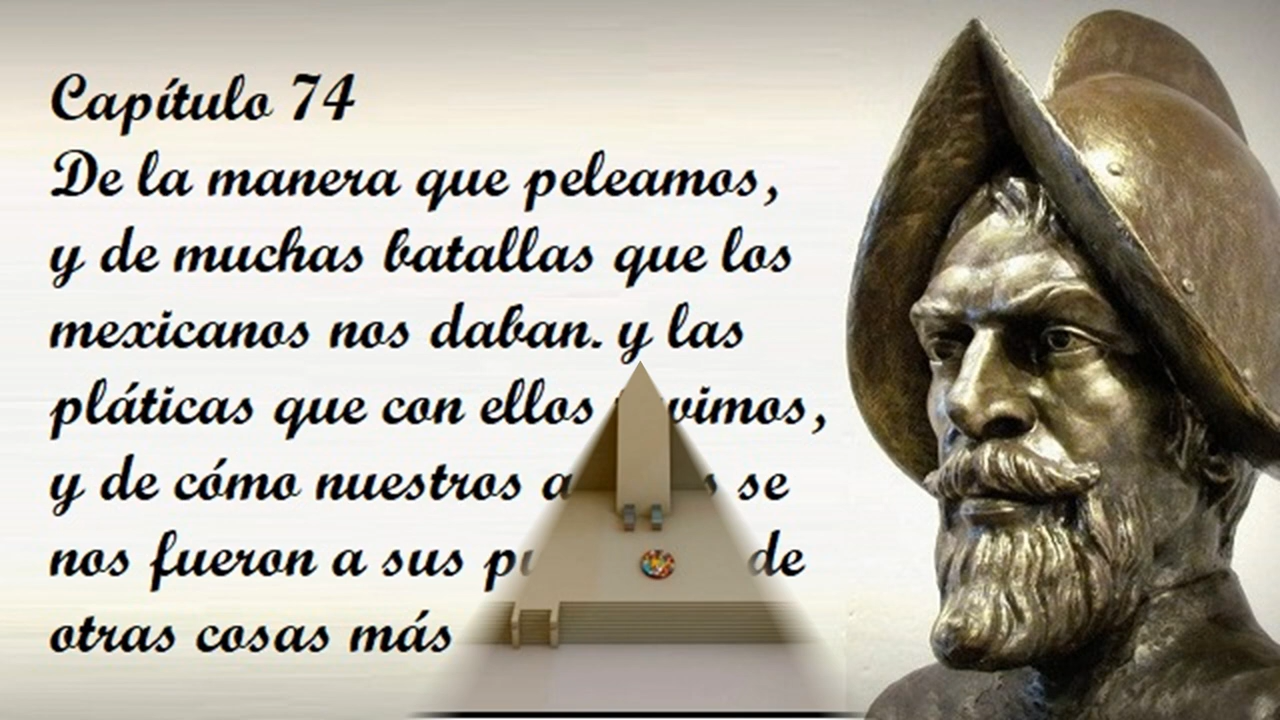 Capítulo 74
De la manera que peleamos,
y de muchas batallas que los
mexicanos nos daban. y las
pláticas que con ellos
y de cómo nuestros se
nos fueron a sus de
otras cosas más